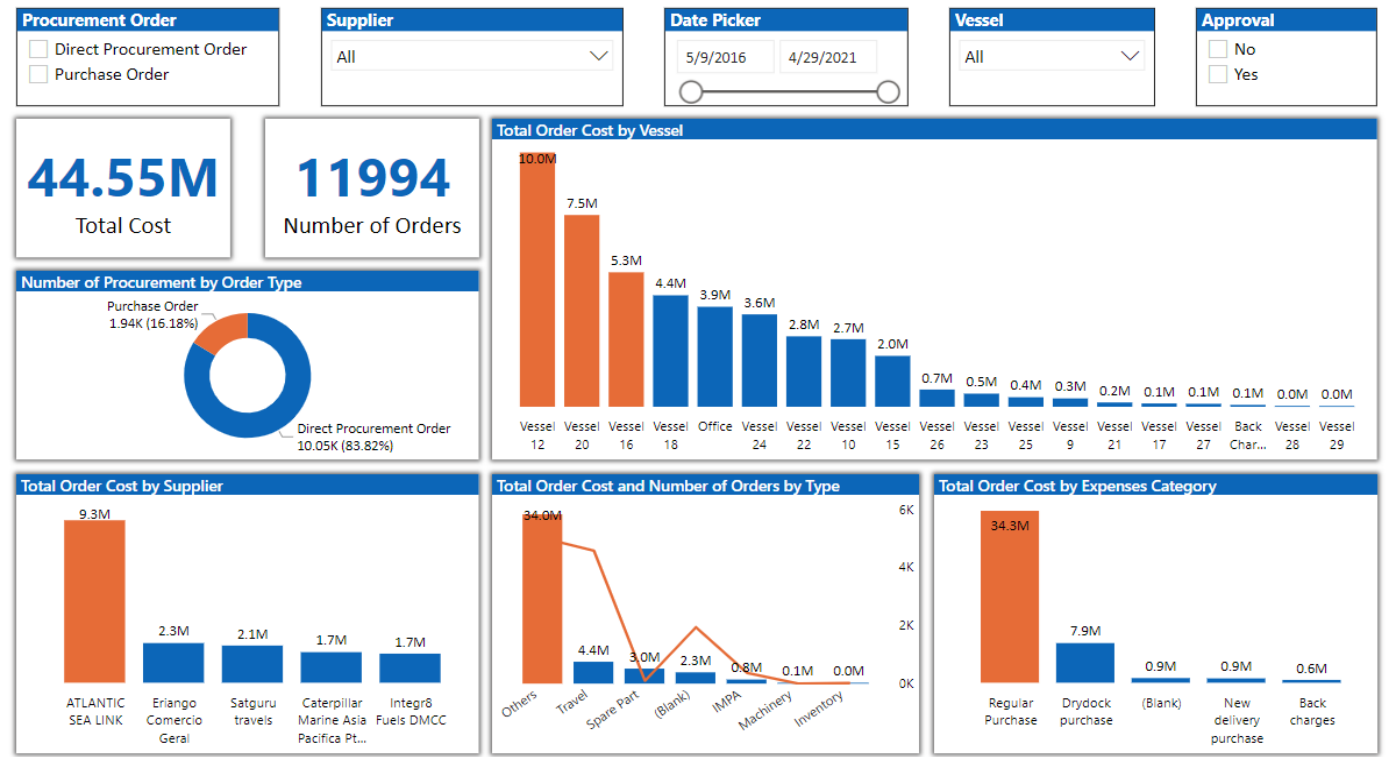 Procurement Order
Direct Procurement Order
Purchase Order
Supplier
All
Date Picker
5/9/2016
4/29/2021
Vessel
All
Approval
No
Yes
44.55M
Total Cost
11994
Number of Orders
Total Order Cost by Vessel
10.0M
7.5M
5.3M
4.4M
3.9M
3.6M
2.8M
2.7M
2.0M
0.7M
0.5M
0.4M
0.3M
0.2M
0.1M
0.1M
0.1M
0.0M
0.0M
Vessel
12
Vessel
20
Vessel
16
Vessel
18
Office
Vessel
24
Vessel
22
Vessel
10
Vessel
15
Vessel
26
Vessel
23
Vessel
25
Vessel
9
Vessel
21
Vessel
17
Vessel
27
Back
Char...
Vessel
28
Vessel
29
Number of Procurement by Order Type
Purchase Order
1.94K (16.18%)
Direct Procurement Order
10.05K (83.82%)
Total Order Cost by Supplier
9.3M
2.3M
2.1M
1.7M
1.7M
ATLANTIC
SEA LINK
Eriango
Comercio
Geral
Satguru
travels
Caterpillar
Marine Asia
Pacifica Pt...
Integr8
Fuels DMCC
Total Order Cost and Number of Orders by Type
34.0M
4.4M
3.0M
2.3M
0.8M
0.1M
0.0M
6K
4K
2K
0K
Others
Travel
Spare Part
(Blank)
IMPA
Machinery
Inventory
Total Order Cost by Expenses Category
34.3M
7.9M
0.9M
0.9M
0.6M
Regular
Purchase
Drydock
purchase
(Blank)
New
delivery
purchase
Back
charges